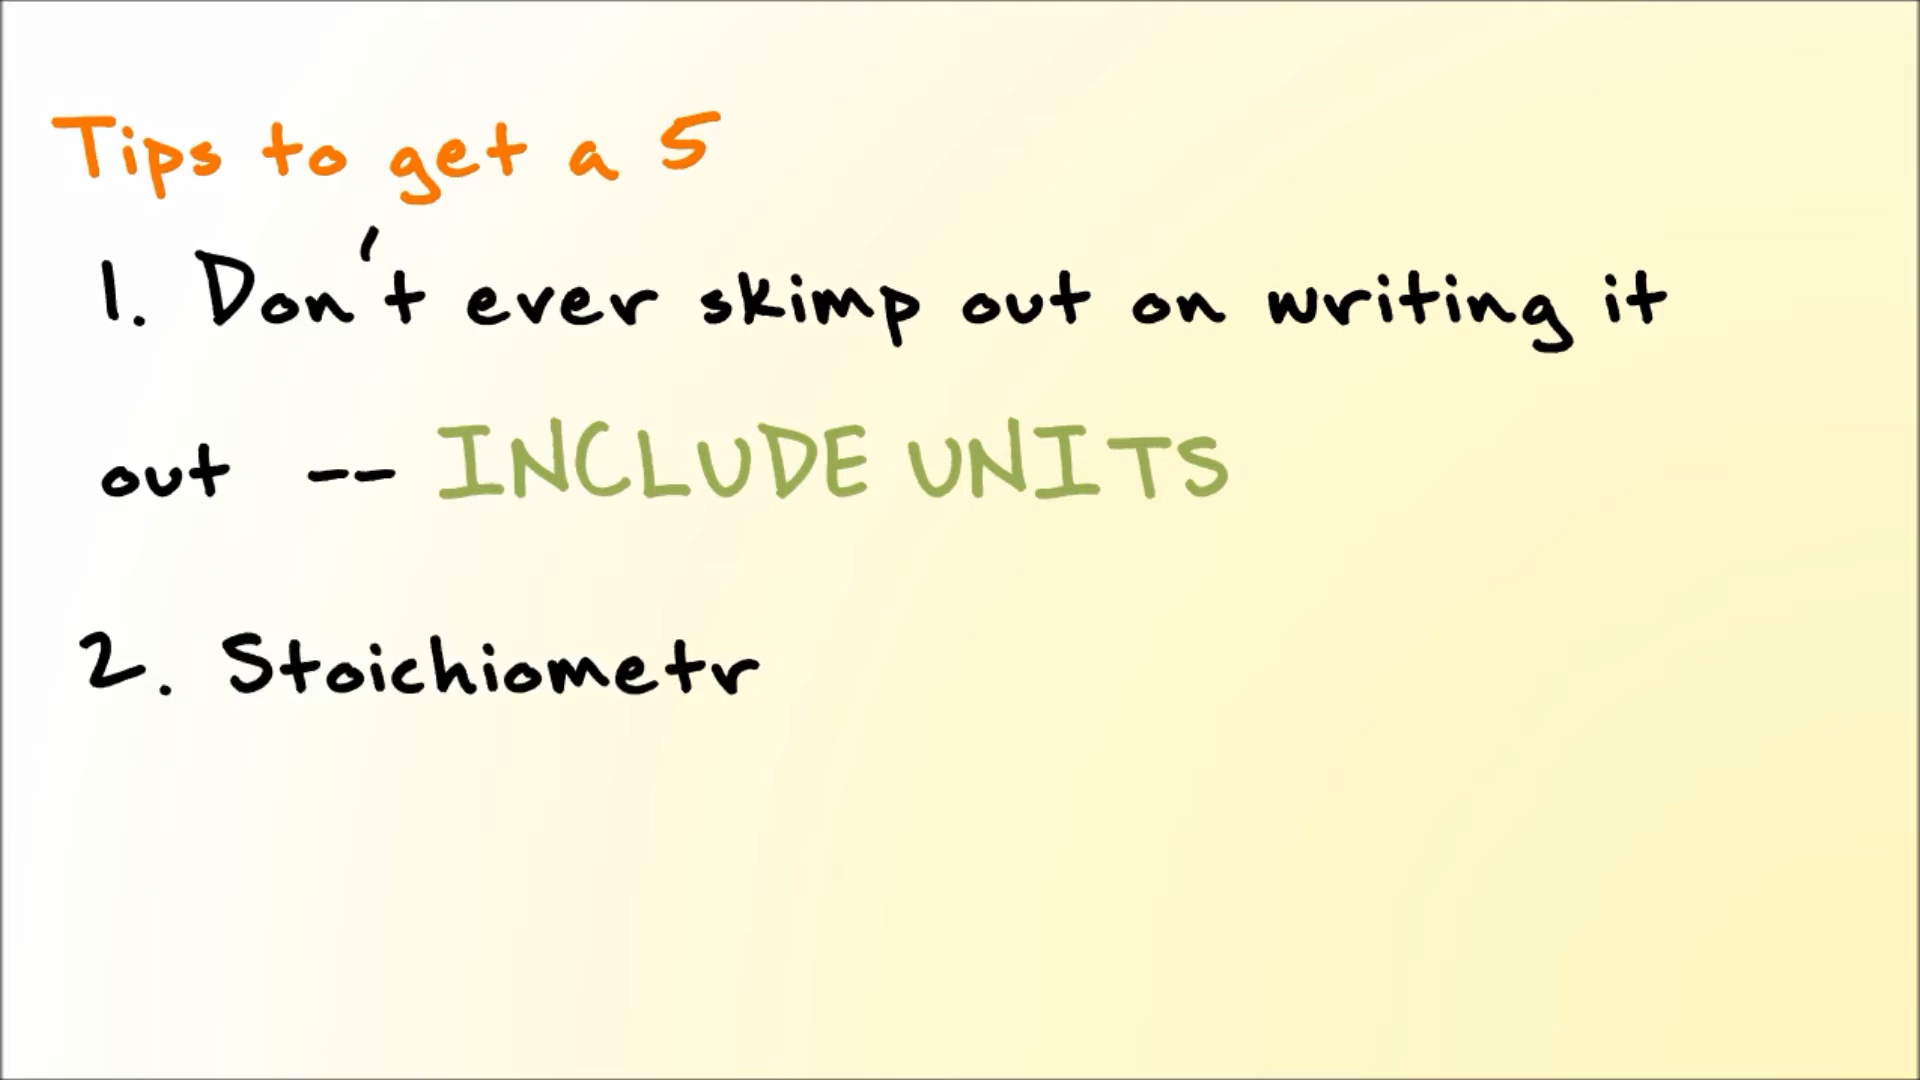 Tips to get a 5
1. Don't ever skimp out on writing it
out -- INCLUDE UNITS
2. Stoichiometr